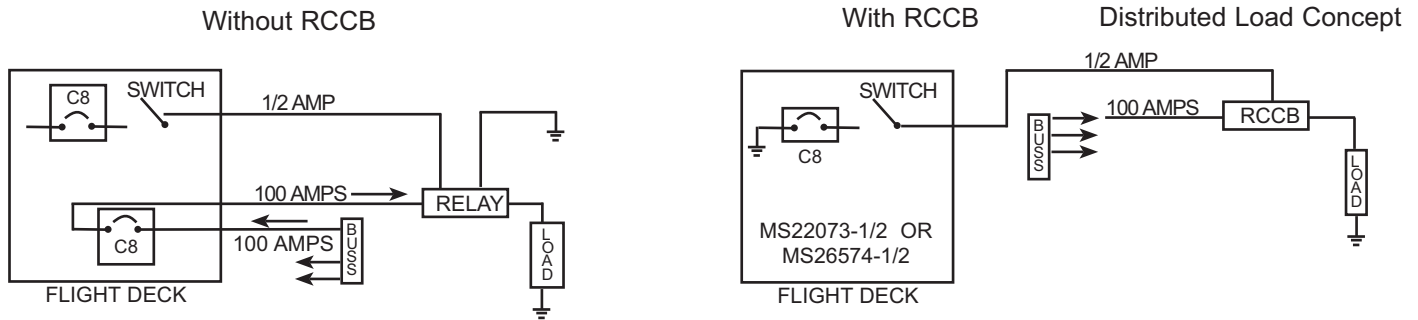 Without RCCB
C8
SWITCH
1/2 AMP
100 AMPS
RELAY
C8
100 AMPS
BUSS
LOAD
FLIGHT DECK
With RCCB
Distributed Load Concept
1/2 AMP
SWITCH
C8
BUSS
100 AMPS
RCCB
LOAD
MS22073-1/2 OR
MS26574-1/2
FLIGHT DECK